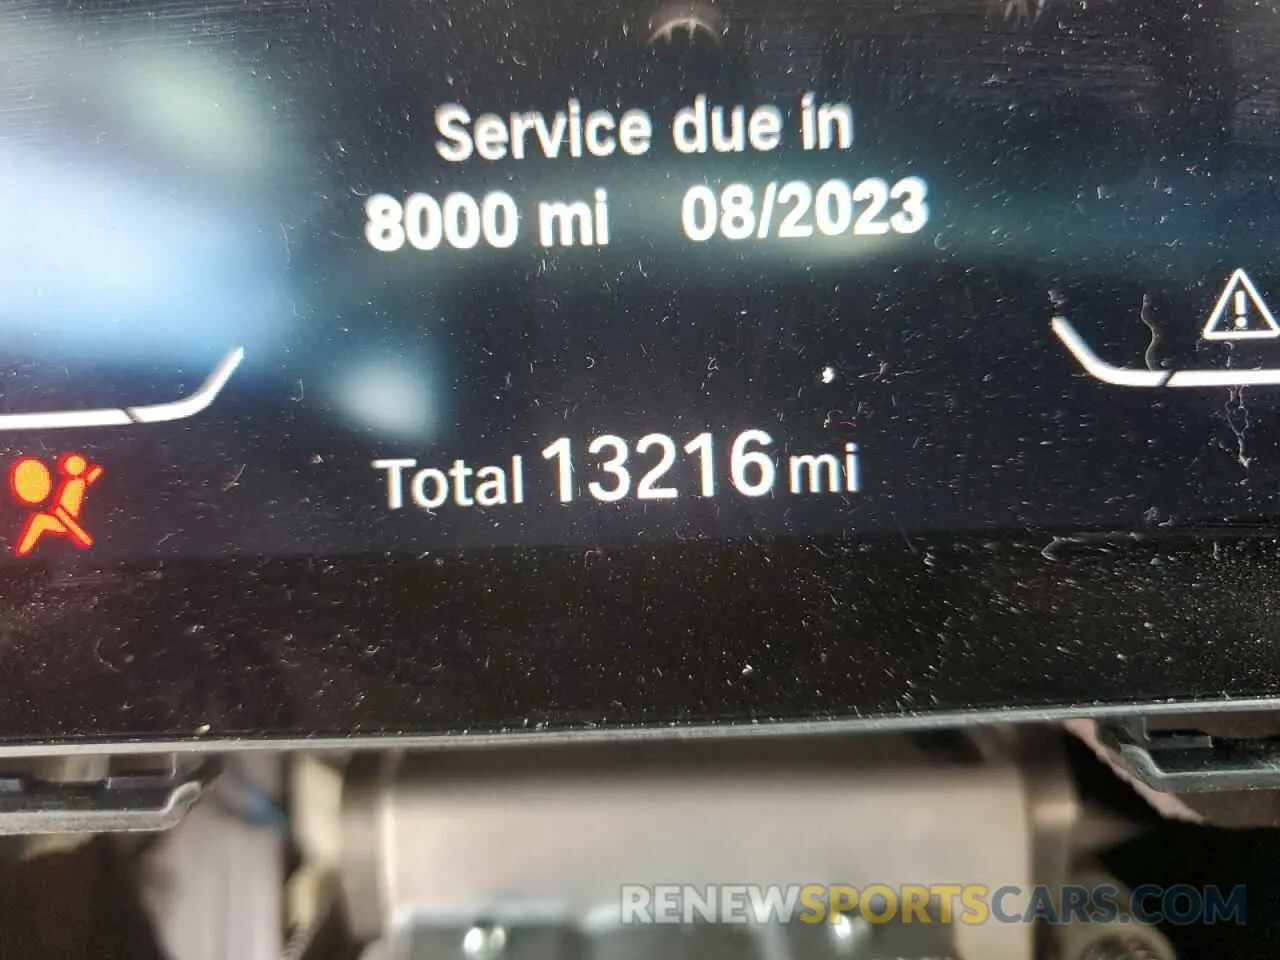 Service due in
8000 mi 08/2023
Total 13216 mi
RENEWSPORTSCARS.COM